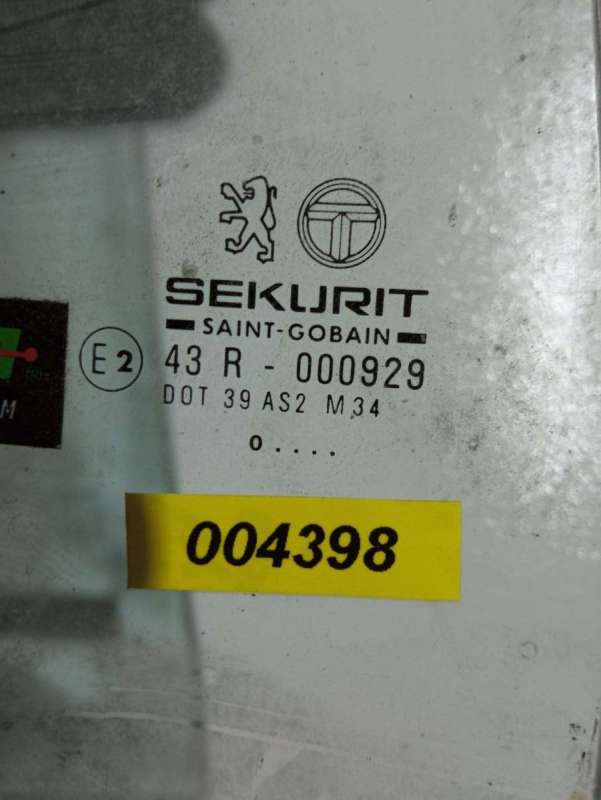 SEKURIT
SAINT-GOBAIN
E2 43 R - 000929
DOT 39 AS2 M34
o....
004398
M